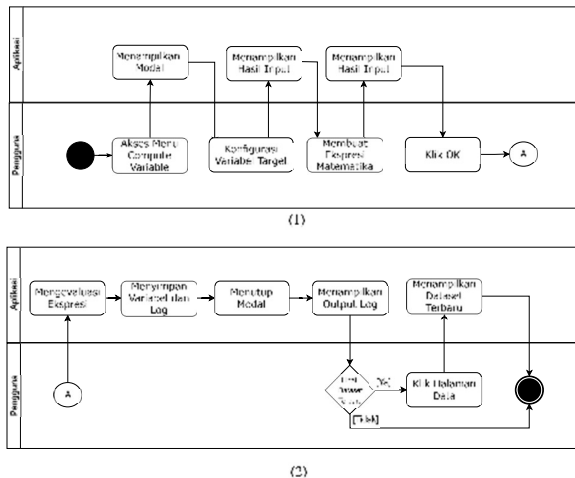 Aplikasi
Menampilkan
Modal
Menampilkan
Hasil Input
Menampilkan
Hasil Input
Pengguna
Akses Menu
Compute
Variable
Konfigurasi
Variabel Target
Membuat
Ekspresi
Matematika
Klik OK
A
(1)
Aplikasi
Mengevaluasi
Ekspresi
Menyimpan
Variabel dan
Log
Menutup
Modal
Menampilkan
Output Log
Menampilkan
Dataset
Terbaru
Pengguna
A
Dataset
[Ya]
[Tidak]
Klik Halaman
Data
(2)